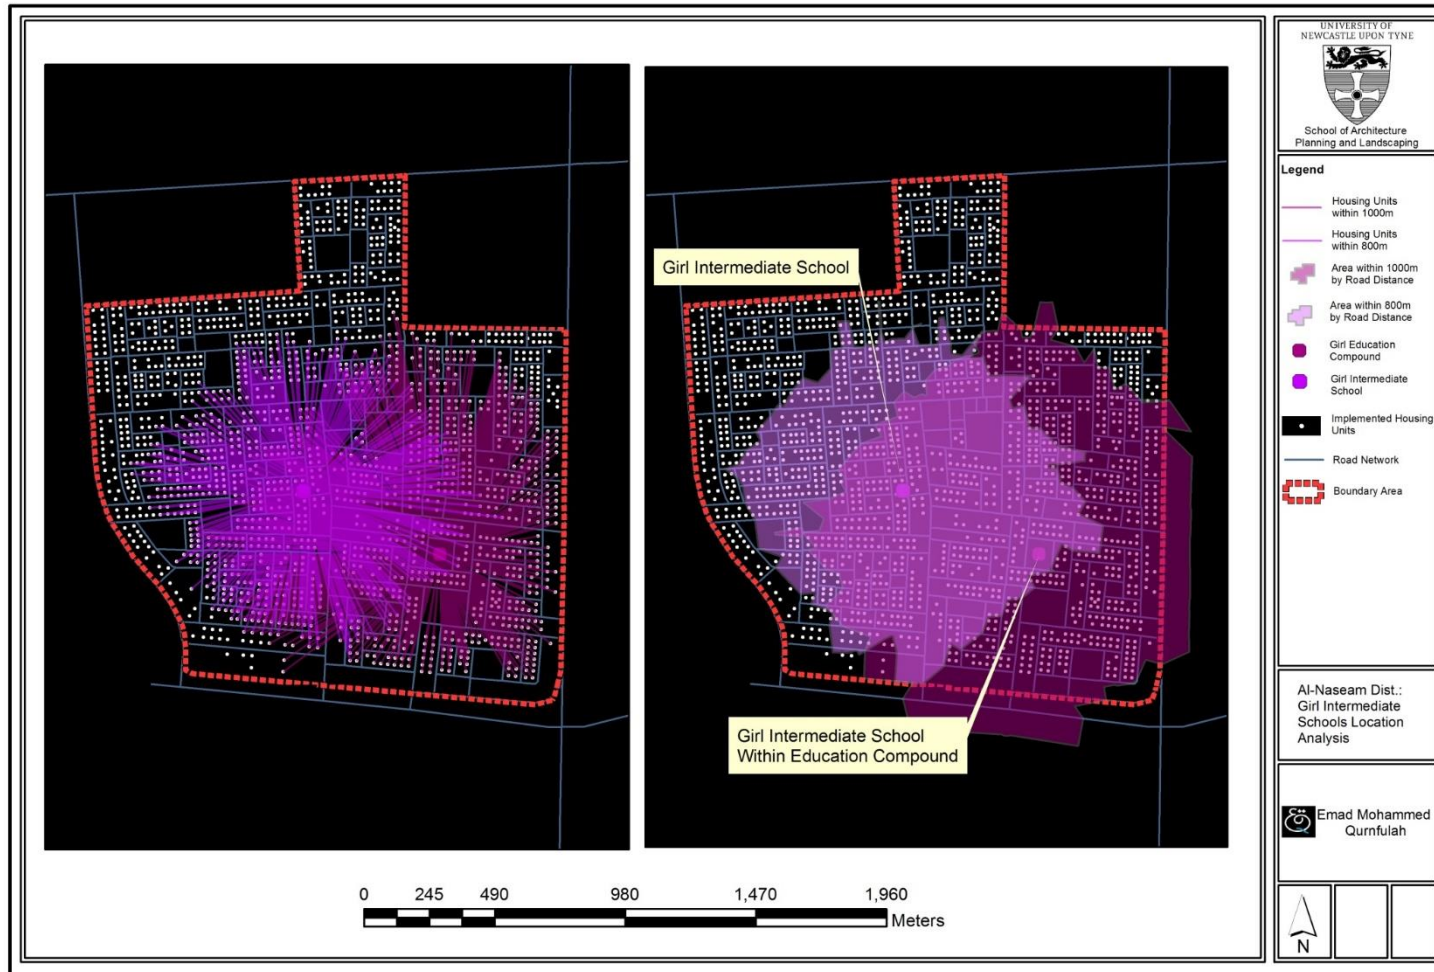 Girl Intermediate School
Girl Intermediate School
Within Education Compound
0 245 490 980 1,470 1,960
Meters
UNIVERSITY OF
NEWCASTLE UPON TYNE
School of Architecture
Planning and Landscaping
Legend
Housing Units
within 1000m
Housing Units
within 800m
Area within 1000m
by Road Distance
Area within 800m
by Road Distance
Girl Education
Compound
Girl Intermediate
School
Implemented Housing
Units
Road Network
Boundary Area
Al-Naseam Dist.:
Girl Intermediate
Schools Location
Analysis
Emad Mohammed
Qurnfulah
N